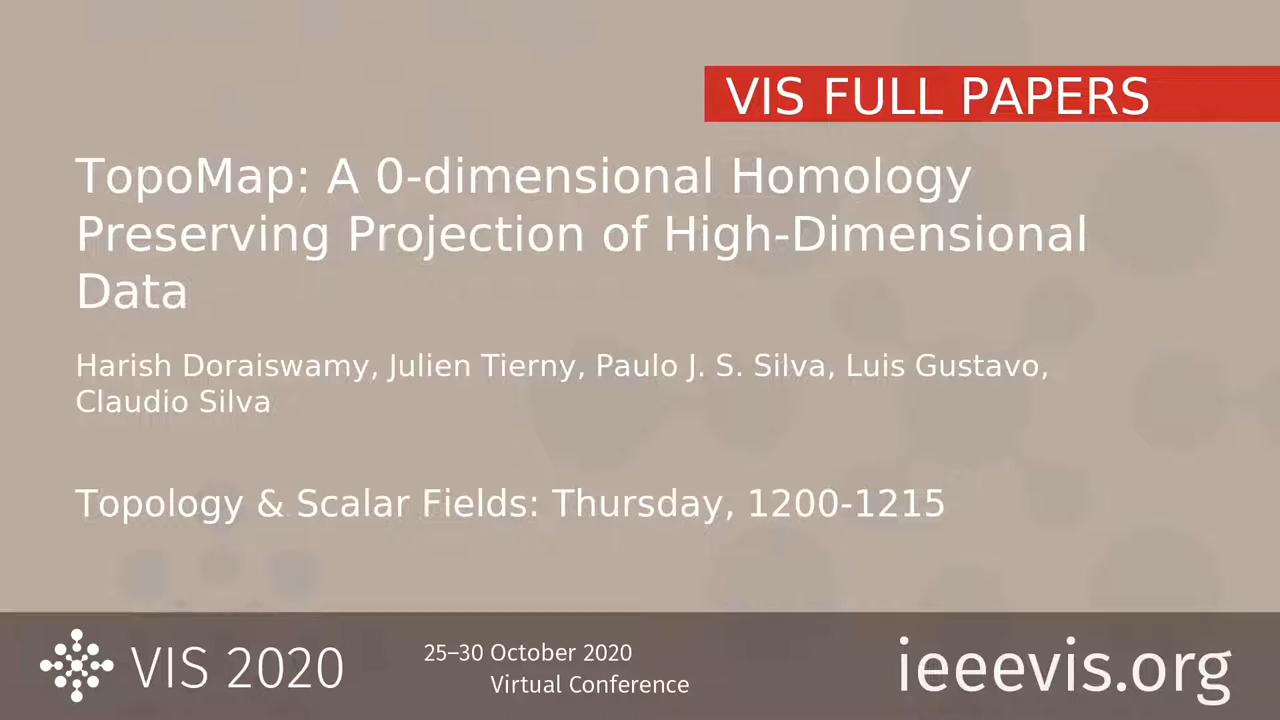 VIS FULL PAPERS
TopoMap: A 0-dimensional Homology
Preserving Projection of High-Dimensional
Data
Harish Doraiswamy, Julien Tierny, Paulo J. S. Silva, Luis Gustavo,
Claudio Silva
Topology & Scalar Fields: Thursday, 1200-1215
VIS 2020
25–30 October 2020
Virtual Conference
ieeevis.org